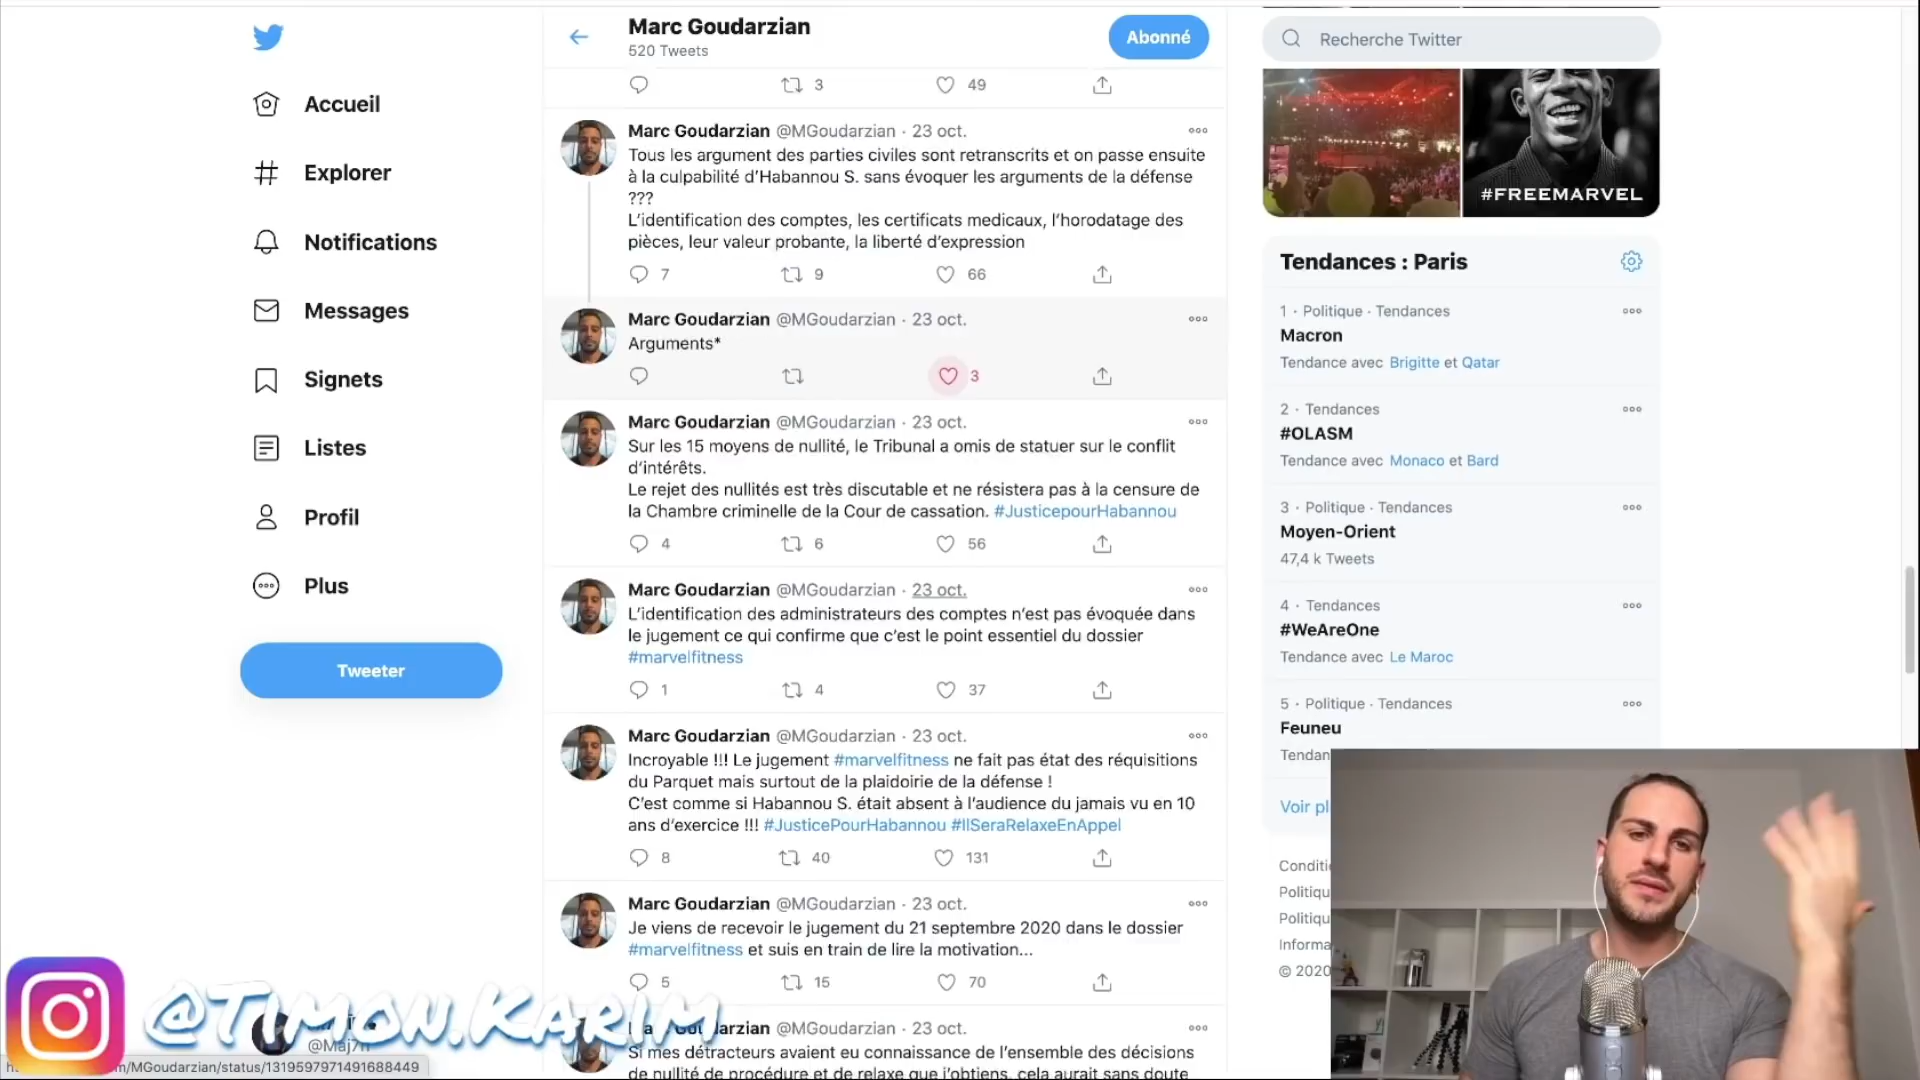 Marc Goudarzian
520 Tweets
Abonné
Recherche Twitter
Accueil
Explorer
Notifications
Messages
Signets
Listes
Profil
Plus
Tweeter
3 49
Marc Goudarzian @MGoudarzian · 23 oct.
Tous les argument des parties civiles sont retranscrits et on passe ensuite
à la culpabilité d’Habannou S. sans évoquer les arguments de la défense
???
L’identification des comptes, les certificats medicaux, l’horodatage des
pièces, leur valeur probante, la liberté d’expression
7 9 66
Marc Goudarzian @MGoudarzian · 23 oct.
Arguments*
3
Marc Goudarzian @MGoudarzian · 23 oct.
Sur les 15 moyens de nullité, le Tribunal a omis de statuer sur le conflit
d’intérêts.
Le rejet des nullités est très discutable et ne résistera pas à la censure de
la Chambre criminelle de la Cour de cassation. #JusticepourHabannou
4 6 56
Marc Goudarzian @MGoudarzian · 23 oct.
L’identification des administrateurs des comptes n’est pas évoquée dans
le jugement ce qui confirme que c’est le point essentiel du dossier
#marvelfitness
1 4 37
Marc Goudarzian @MGoudarzian · 23 oct.
Incroyable !!! Le jugement #marvelfitness ne fait pas état des réquisitions
du Parquet mais surtout de la plaidoirie de la défense !
C’est comme si Habannou S. était absent à l’audience du jamais vu en 10
ans d’exercice !!! #JusticePourHabannou #IlSeraRelaxeEnAppel
8 40 131
Marc Goudarzian @MGoudarzian · 23 oct.
Je viens de recevoir le jugement du 21 septembre 2020 dans le dossier
#marvelfitness et suis en train de lire la motivation...
5 15 70
Goudarzian @MGoudarzian · 23 oct.
Si mes détracteurs avaient eu connaissance de l’ensemble des décisions
de nullité de procédure et de relaxe que j’obtiens, cela aurait sans doute
#FREEMARVEL
Tendances : Paris
1 · Politique · Tendances
Macron
Tendance avec Brigitte et Qatar
2 · Tendances
#OLASM
Tendance avec Monaco et Bard
3 · Politique · Tendances
Moyen-Orient
47,4 k Tweets
4 · Tendances
#WeAreOne
Tendance avec Le Maroc
5 · Politique · Tendances
Feuneu
Tendan
Voir pl
Conditi
Politiqu
Politiqu
Informa
© 2020
@Timon.Karim
/MGoudarzian/status/1319597971491688449